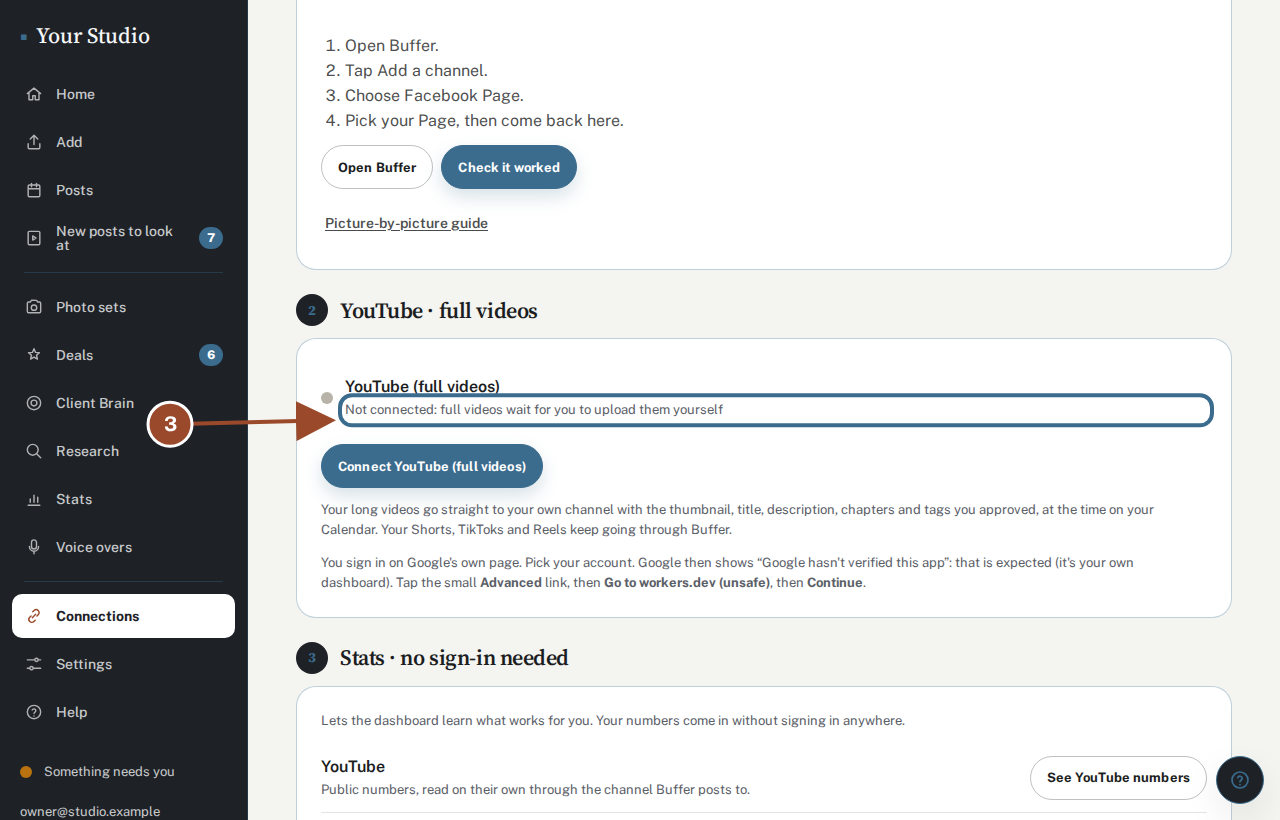 Your Studio
Home
Add
Posts
New posts to look
at
7
Photo sets
Deals
6
Client Brain
Research
Stats
Voice overs
Connections
Settings
Help
Something needs you
owner@studio.example
1. Open Buffer.
2. Tap Add a channel.
3. Choose Facebook Page.
4. Pick your Page, then come back here.
Open Buffer
Check it worked
Picture-by-picture guide
2
YouTube · full videos
YouTube (full videos)
3
Not connected: full videos wait for you to upload them yourself
Connect YouTube (full videos)
Your long videos go straight to your own channel with the thumbnail, title, description, chapters and tags you approved, at the time on your
Calendar. Your Shorts, TikToks and Reels keep going through Buffer.
You sign in on Google's own page. Pick your account. Google then shows “Google hasn't verified this app”: that is expected (it's your own
dashboard). Tap the small Advanced link, then Go to workers.dev (unsafe), then Continue.
3
Stats · no sign-in needed
Lets the dashboard learn what works for you. Your numbers come in without signing in anywhere.
YouTube
Public numbers, read on their own through the channel Buffer posts to.
See YouTube numbers